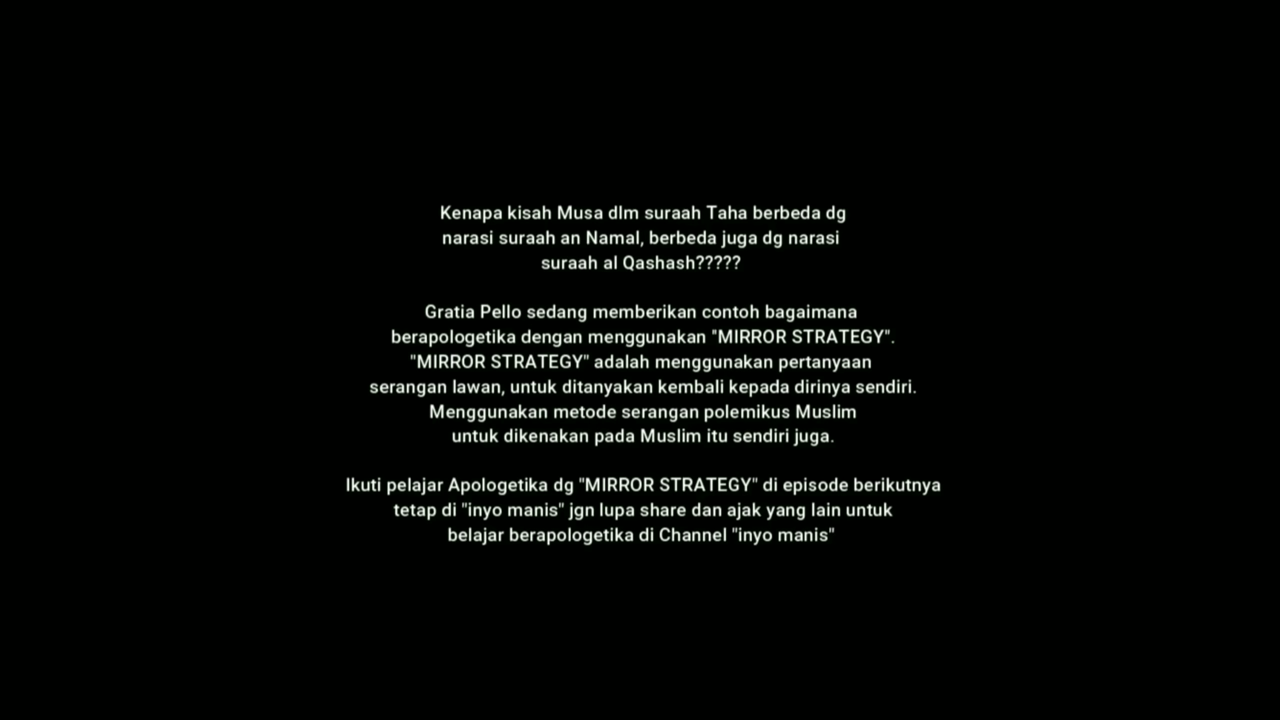 Kenapa kisah Musa dlm suraah Taha berbeda dg
narasi suraah an Namal, berbeda juga dg narasi
suraah al Qashash?????
Gratia Pello sedang memberikan contoh bagaimana
berapologetika dengan menggunakan "MIRROR STRATEGY".
"MIRROR STRATEGY" adalah menggunakan pertanyaan
serangan lawan, untuk ditanyakan kembali kepada dirinya sendiri.
Menggunakan metode serangan polemikus Muslim
untuk dikenakan pada Muslim itu sendiri juga.
Ikuti pelajar Apologetika dg "MIRROR STRATEGY" di episode berikutnya
tetap di "inyo manis" jgn lupa share dan ajak yang lain untuk
belajar berapologetika di Channel "inyo manis"